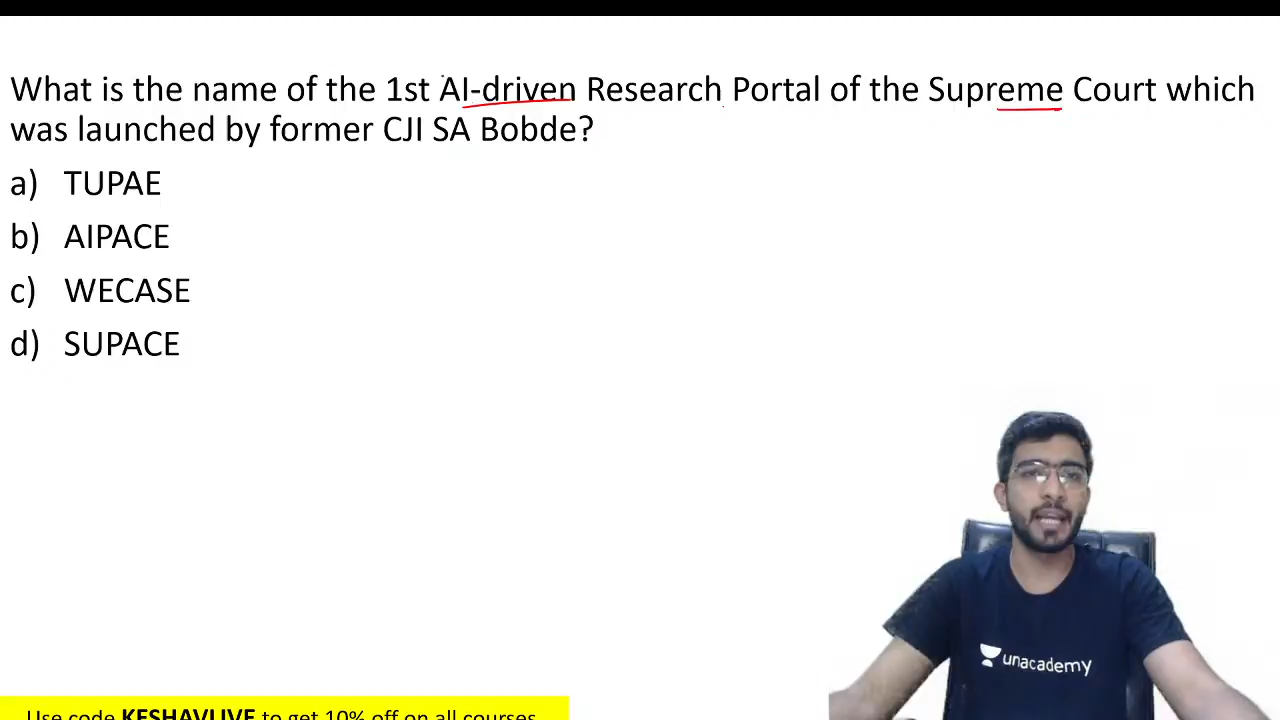 What is the name of the 1st AI-driven Research Portal of the Supreme Court which
was launched by former CJI SA Bobde?
a) TUPAE
b) AIPACE
c) WECASE
d) SUPACE
unacademy
Use code KESHAVLIVE to get 10% off on all courses